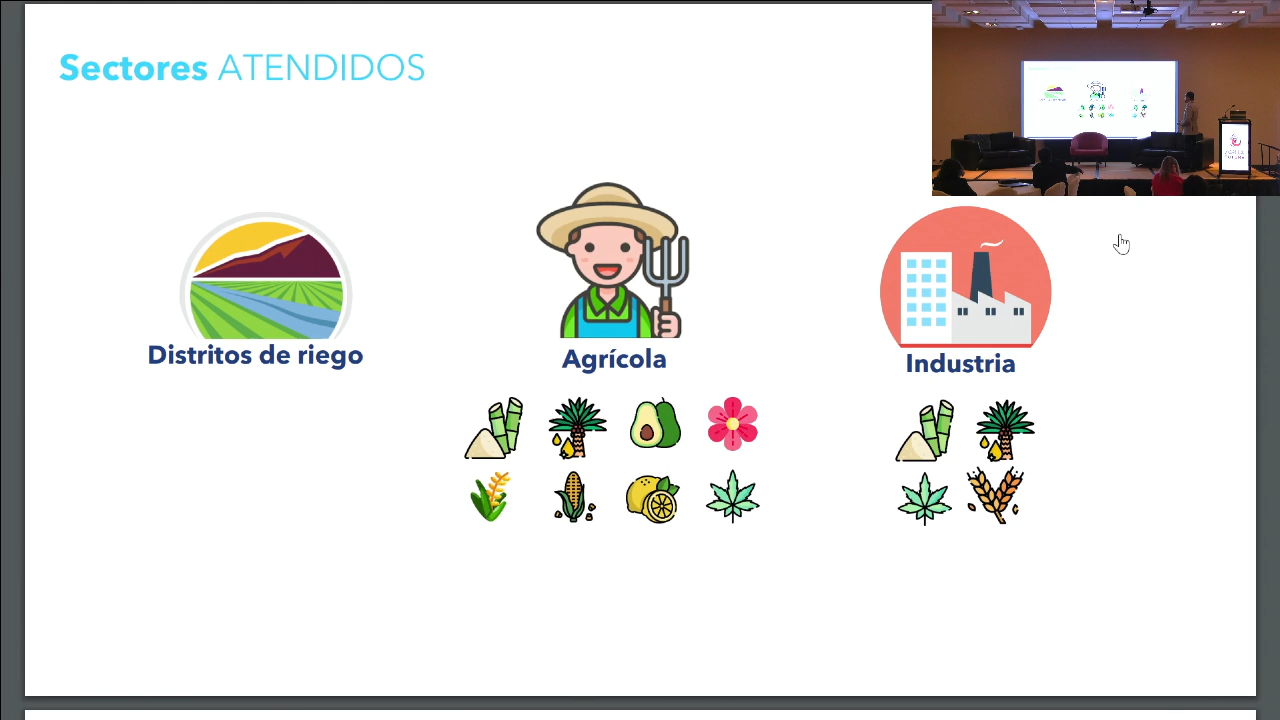 Sectores ATENDIDOS
Distritos de riego
Agrícola
Industria